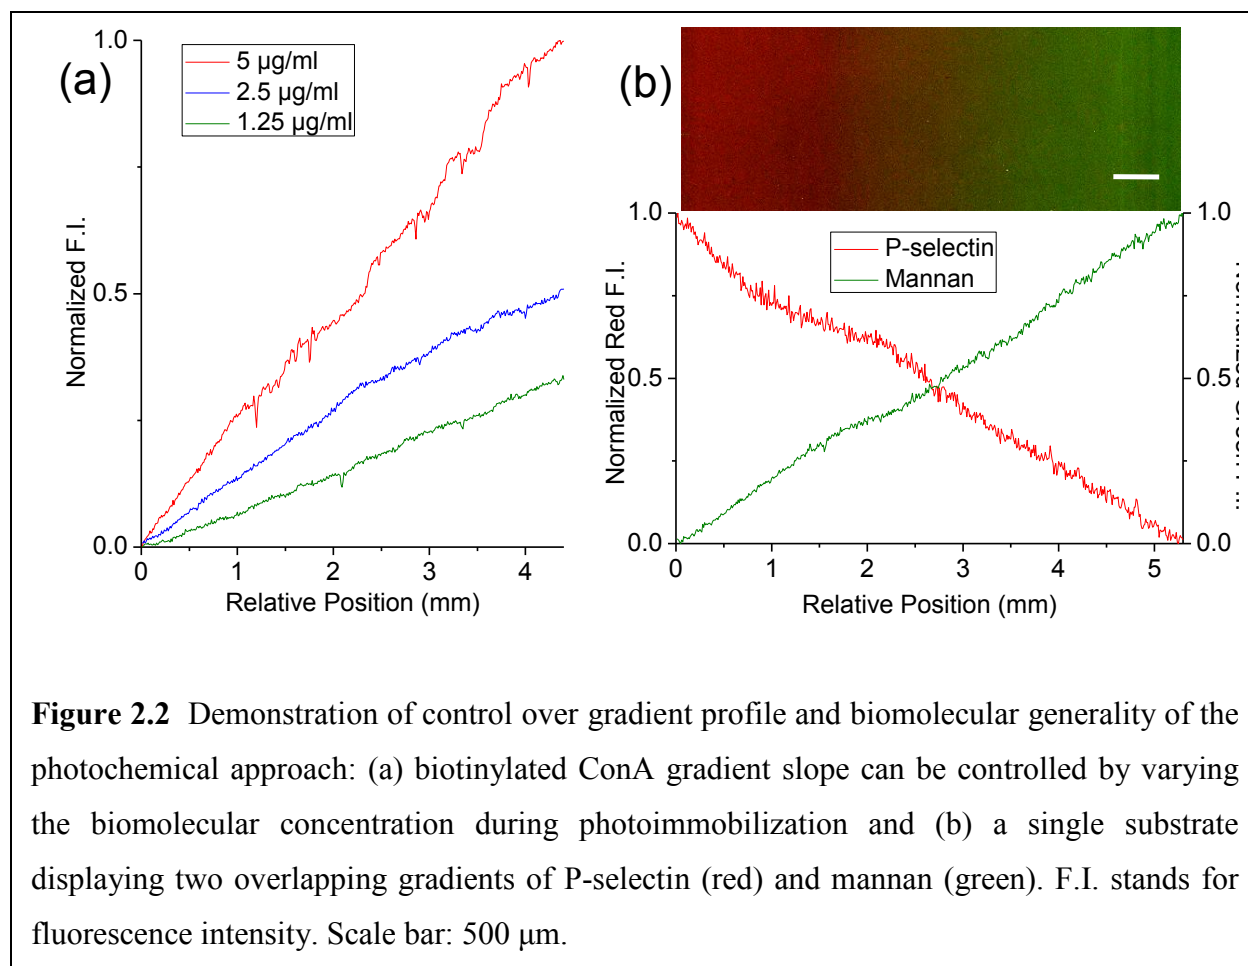 (a)
5 µg/ml
2.5 µg/ml
1.25 µg/ml
1.0
0.5
0.0
Normalized F.I.
0 1 2 3 4
Relative Position (mm)
(b)
P-selectin
Mannan
1.0
0.5
0.0
Normalized Red F.I.
1.0
0.5
0.0
0 1 2 3 4 5
Relative Position (mm)
Figure 2.2 Demonstration of control over gradient profile and biomolecular generality of the
photochemical approach: (a) biotinylated ConA gradient slope can be controlled by varying
the biomolecular concentration during photoimmobilization and (b) a single substrate
displaying two overlapping gradients of P-selectin (red) and mannan (green). F.I. stands for
fluorescence intensity. Scale bar: 500 μm.